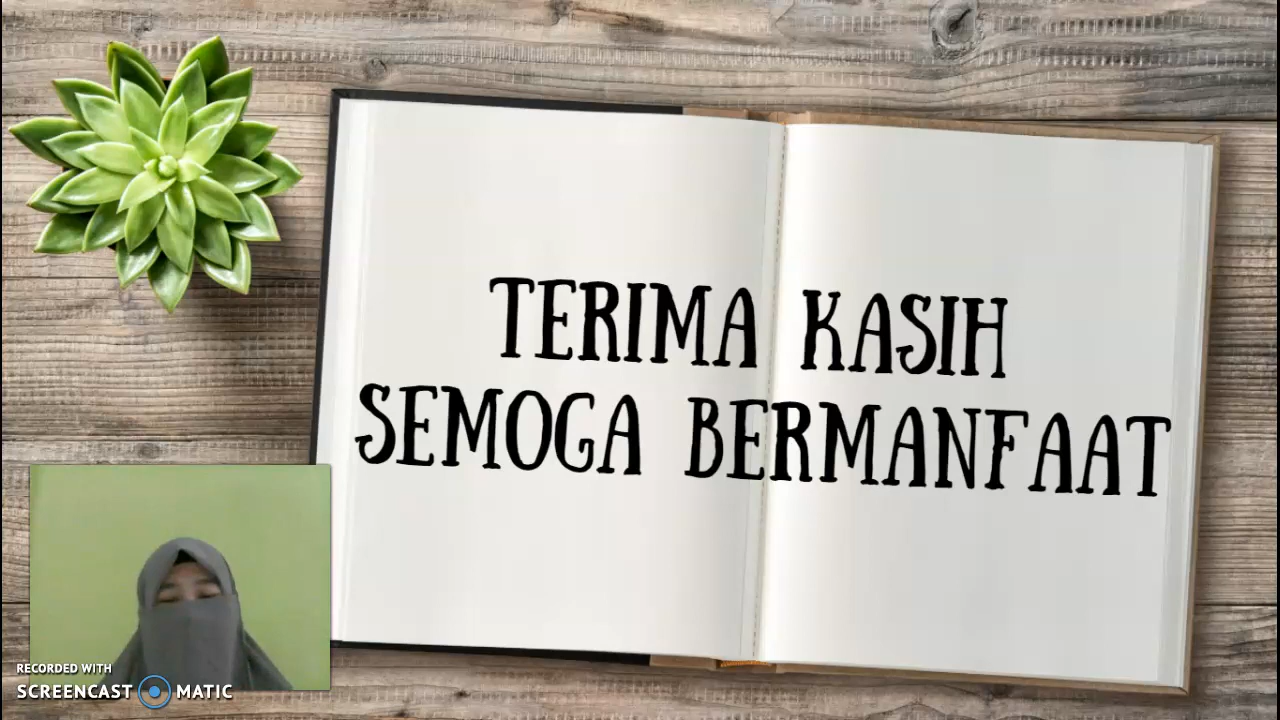 TERIMA KASIH
SEMOGA BERMANFAAT
RECORDED WITH
SCREENCAST MATIC